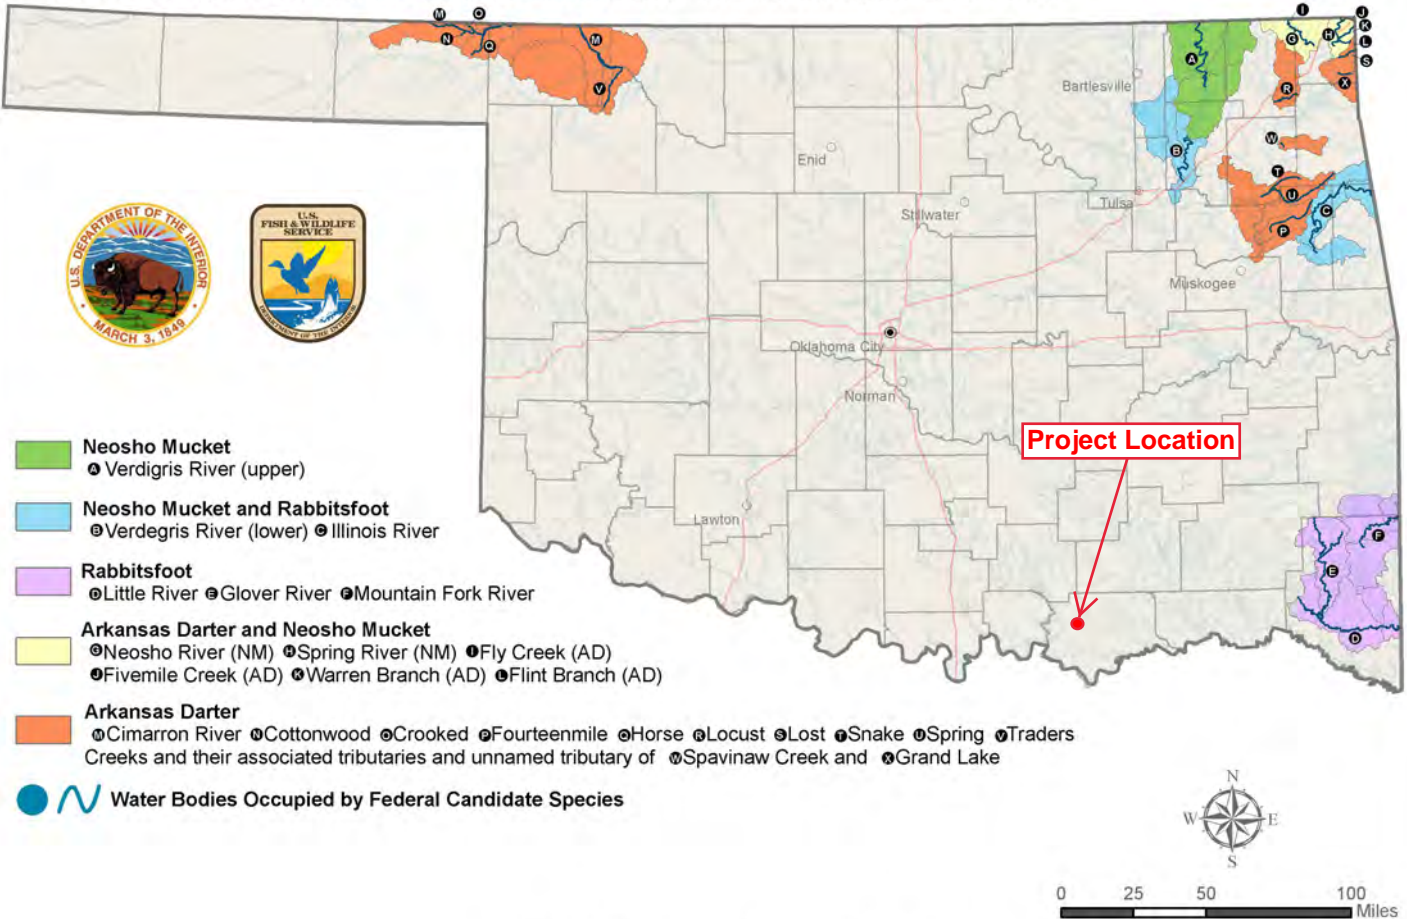 M O
N Q M V
I J K L S
G H X R
A
Bartlesville
B
W
T
U
C
P
Enid
Stillwater
Tulsa
Muskogee
Oklahoma City
Norman
Lawton
U.S. DEPARTMENT OF THE INTERIOR
MARCH 3, 1849
U.S.
FISH & WILDLIFE
SERVICE
DEPARTMENT OF THE INTERIOR
Project Location
F
E
D
Neosho Mucket
A Verdigris River (upper)
Neosho Mucket and Rabbitsfoot
B Verdegris River (lower) C Illinois River
Rabbitsfoot
D Little River E Glover River F Mountain Fork River
Arkansas Darter and Neosho Mucket
G Neosho River (NM) H Spring River (NM) I Fly Creek (AD)
J Fivemile Creek (AD) K Warren Branch (AD) L Flint Branch (AD)
Arkansas Darter
M Cimarron River N Cottonwood O Crooked P Fourteenmile Q Horse R Locust S Lost T Snake U Spring V Traders
Creeks and their associated tributaries and unnamed tributary of W Spavinaw Creek and X Grand Lake
Water Bodies Occupied by Federal Candidate Species
N
W E
S
0 25 50 100
Miles